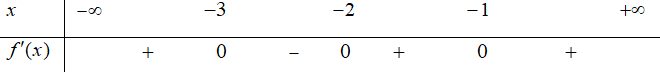 x −∞ −3 −2 −1 +∞
f′(x) + 0 − 0 + 0 +